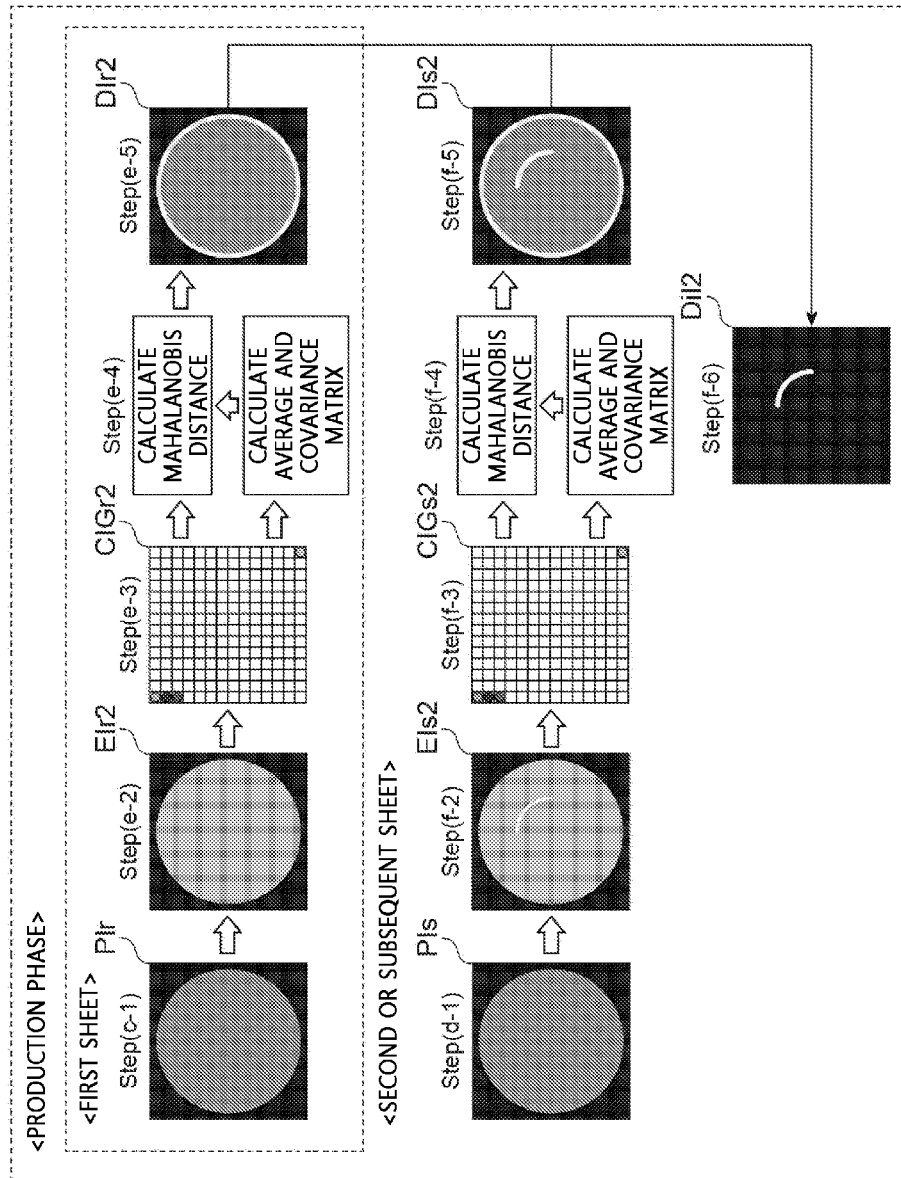 <PRODUCTION PHASE>
<FIRST SHEET>
Step(c-1)
PIr
Step(e-2)
EIr2
Step(e-3)
CIGr2
Step(e-4)
CALCULATE
MAHALANOBIS
DISTANCE
CALCULATE
AVERAGE AND
COVARIANCE
MATRIX
Step(e-5)
DIr2
<SECOND OR SUBSEQUENT SHEET>
Step(d-1)
PIs
Step(f-2)
EIs2
Step(f-3)
CIGs2
Step(f-4)
CALCULATE
MAHALANOBIS
DISTANCE
CALCULATE
AVERAGE AND
COVARIANCE
MATRIX
Step(f-5)
DIs2
Step(f-6)
DiI2